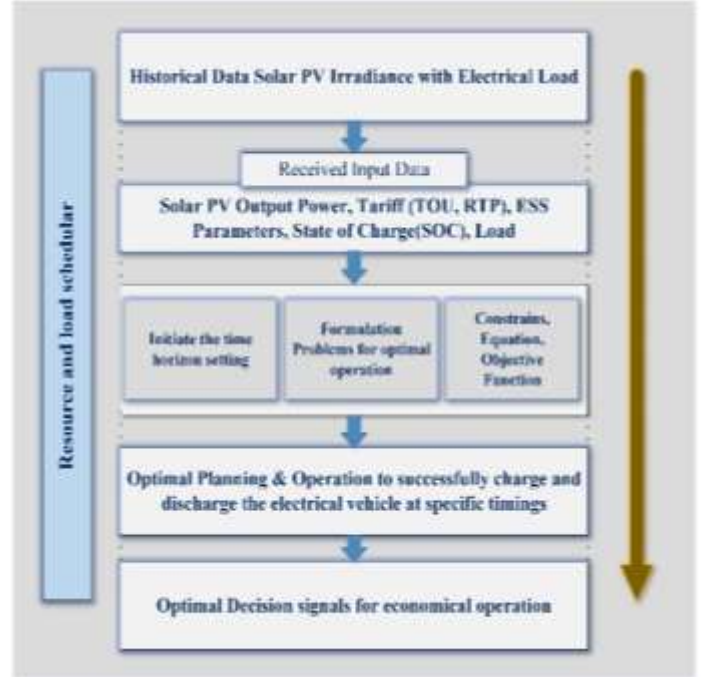 Historical Data Solar PV Irradiance with Electrical Load
Received Input Data
Solar PV Output Power, Tariff (TOU, RTP), ESS
Parameters, State of Charge(SOC), Load
Initiate the time
horizon setting
Formulation
Problems for optimal
operation
Constrains,
Equation,
Objective
Function
Optimal Planning & Operation to successfully charge and
discharge the electrical vehicle at specific timings
Optimal Decision signals for economical operation
Resource and load schedular